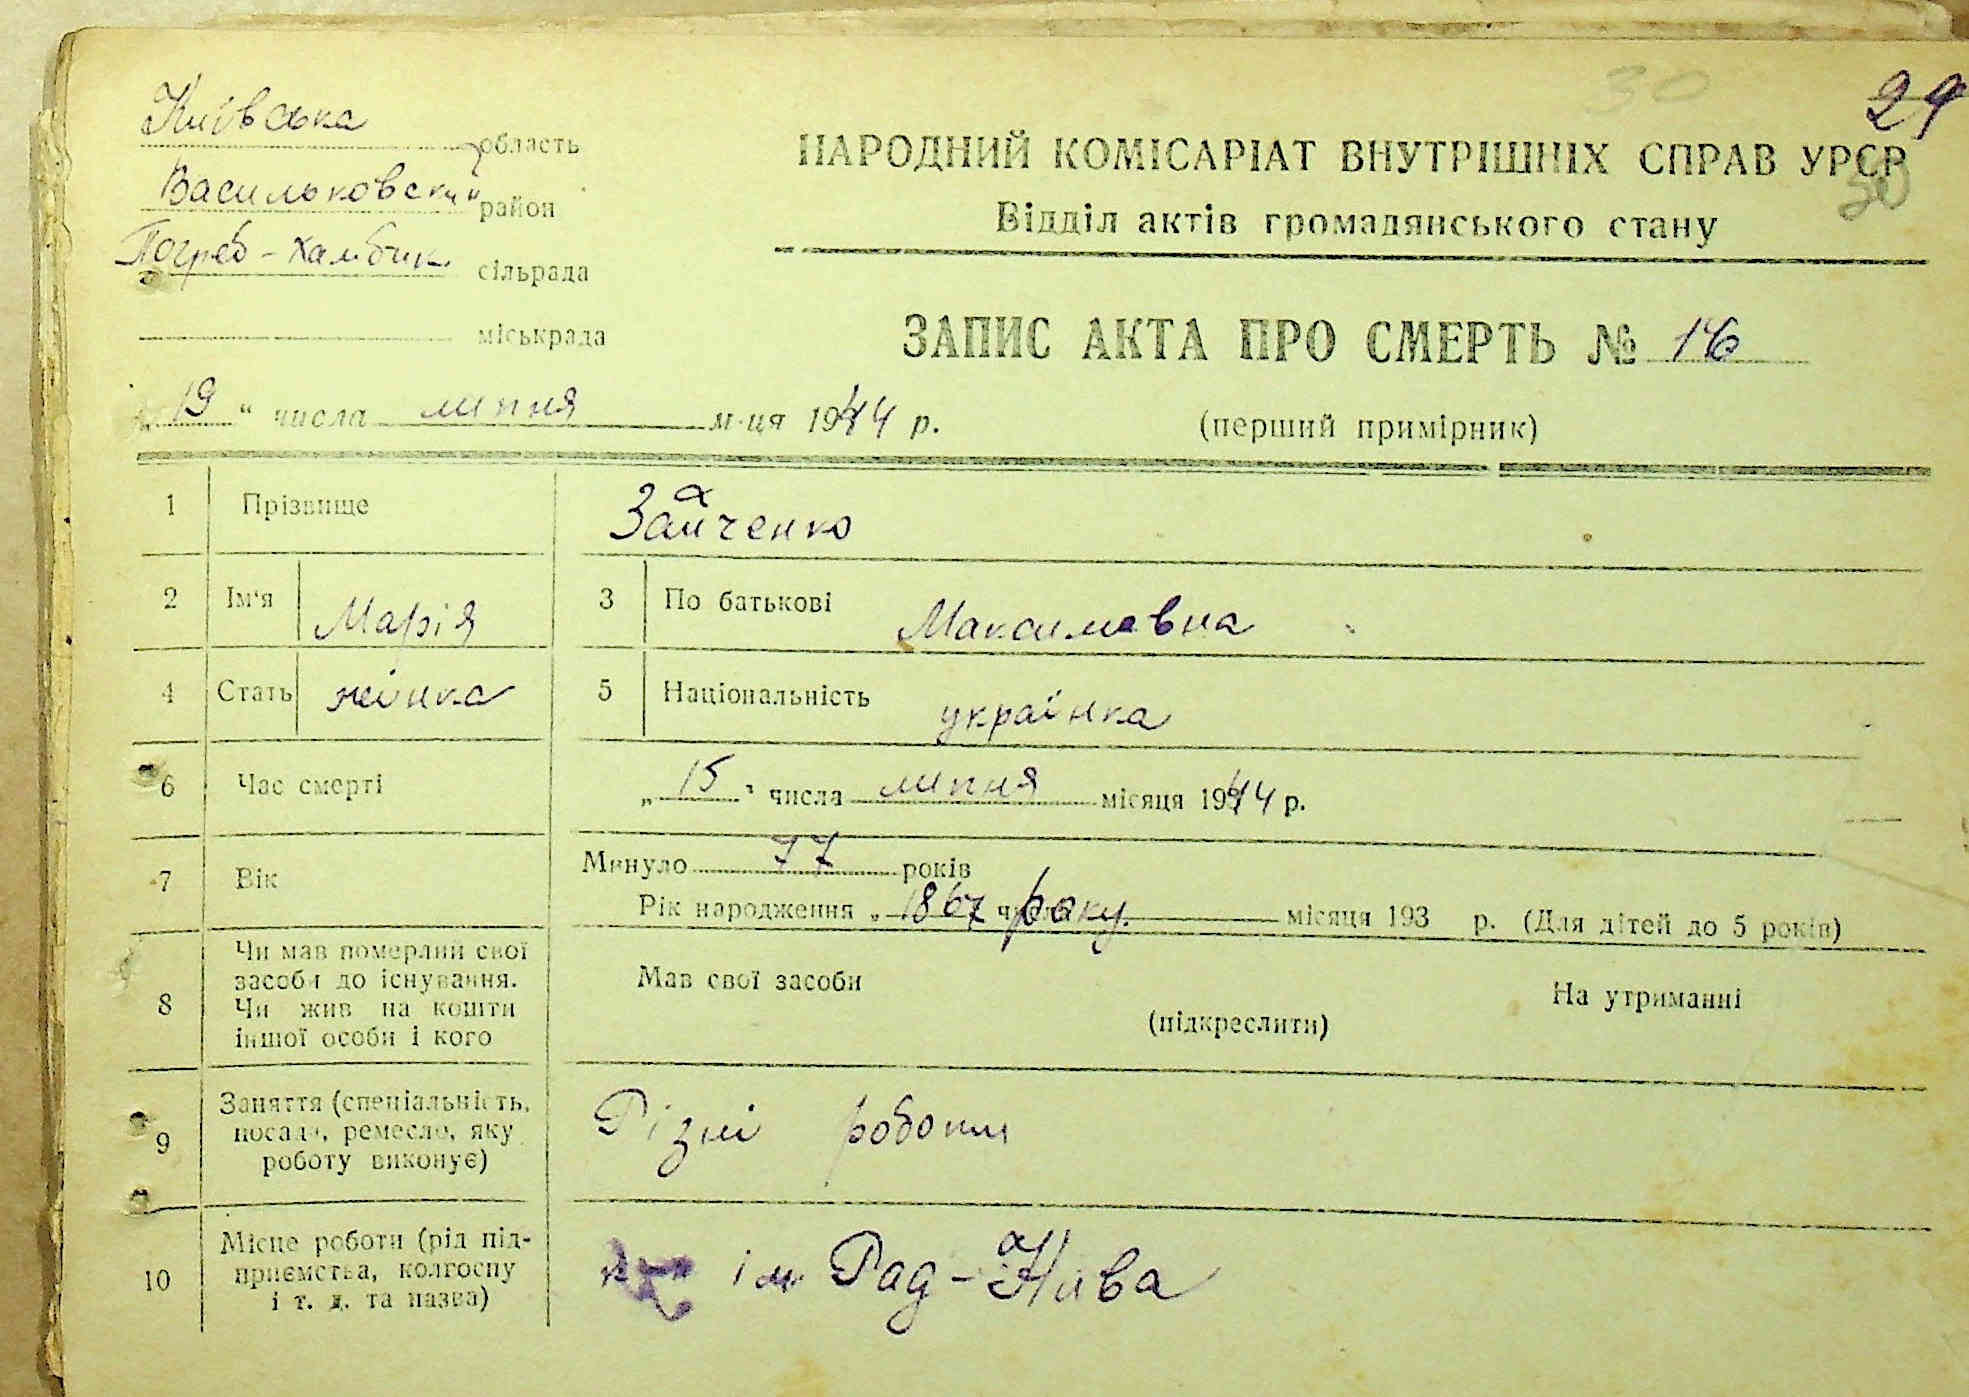 30
29
30
Київська область
Васильковський район
Погреб-Хамбик. сільрада
міськрада
НАРОДНИЙ КОМІСАРІАТ ВНУТРІШНІХ СПРАВ УРСР
Відділ актів громадянського стану
ЗАПИС АКТА ПРО СМЕРТЬ № 16
(перший примірник)
„19“ числа липня м-ця 1944 р.
1 Прізвище Зайченко
2 Ім'я Марія 3 По батькові Максимовна
4 Стать жінка 5 Національність українка
6 Час смерті „15“ числа липня місяця 1944 р.
7 Вік Минуло 77 років
Рік народження „1867 числа року. місяця 193 р. (Для дітей до 5 років)
8 Чи мав померлий свої
засоби до існування.
Чи жив на кошти
іншої особи і кого
Мав свої засоби На утриманні
(підкреслити)
9 Заняття (спеціальність,
посада, ремесло, яку
роботу виконує)
Різні роботи
10 Місце роботи (рід під-
приємства, колгоспу
і т. д. та назва)
ім Рад-Нива